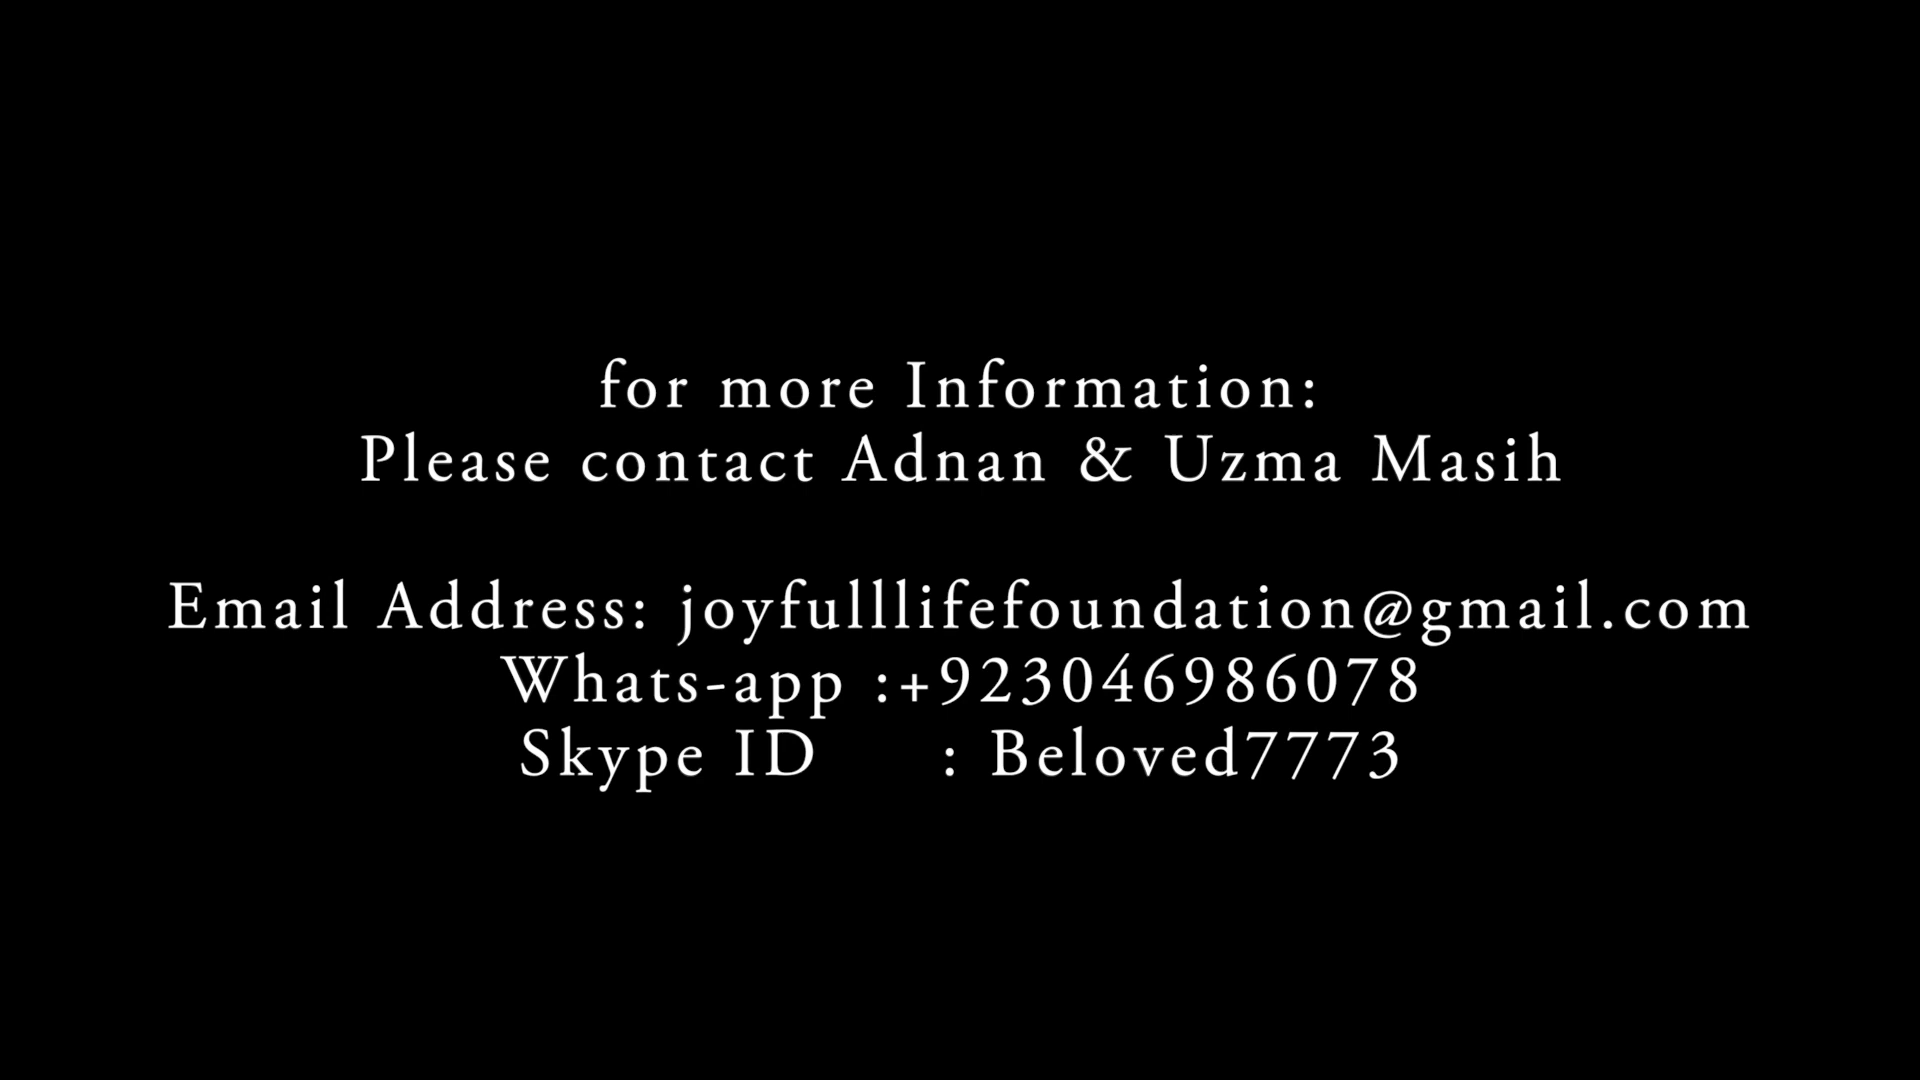 for more Information:
Please contact Adnan & Uzma Masih
Email Address: joyfulllifefoundation@gmail.com
Whats-app :+923046986078
Skype ID : Beloved7773